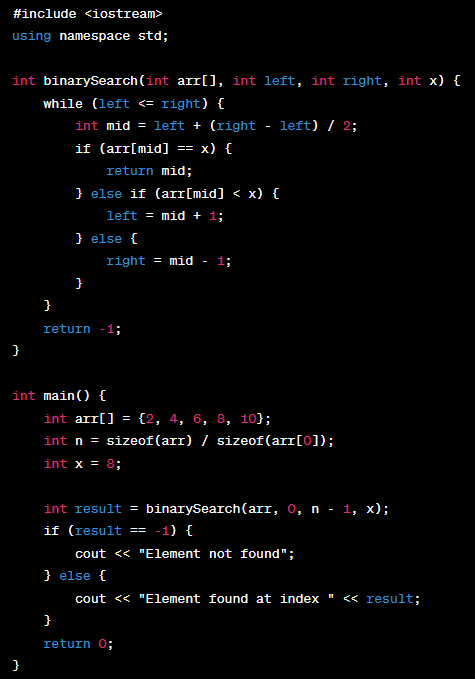 #include <iostream>
using namespace std;
int binarySearch(int arr[], int left, int right, int x) {
    while (left <= right) {
        int mid = left + (right - left) / 2;
        if (arr[mid] == x) {
            return mid;
        } else if (arr[mid] < x) {
            left = mid + 1;
        } else {
            right = mid - 1;
        }
    }
    return -1;
}
int main() {
    int arr[] = {2, 4, 6, 8, 10};
    int n = sizeof(arr) / sizeof(arr[0]);
    int x = 8;
    int result = binarySearch(arr, 0, n - 1, x);
    if (result == -1) {
        cout << "Element not found";
    } else {
        cout << "Element found at index " << result;
    }
    return 0;
}